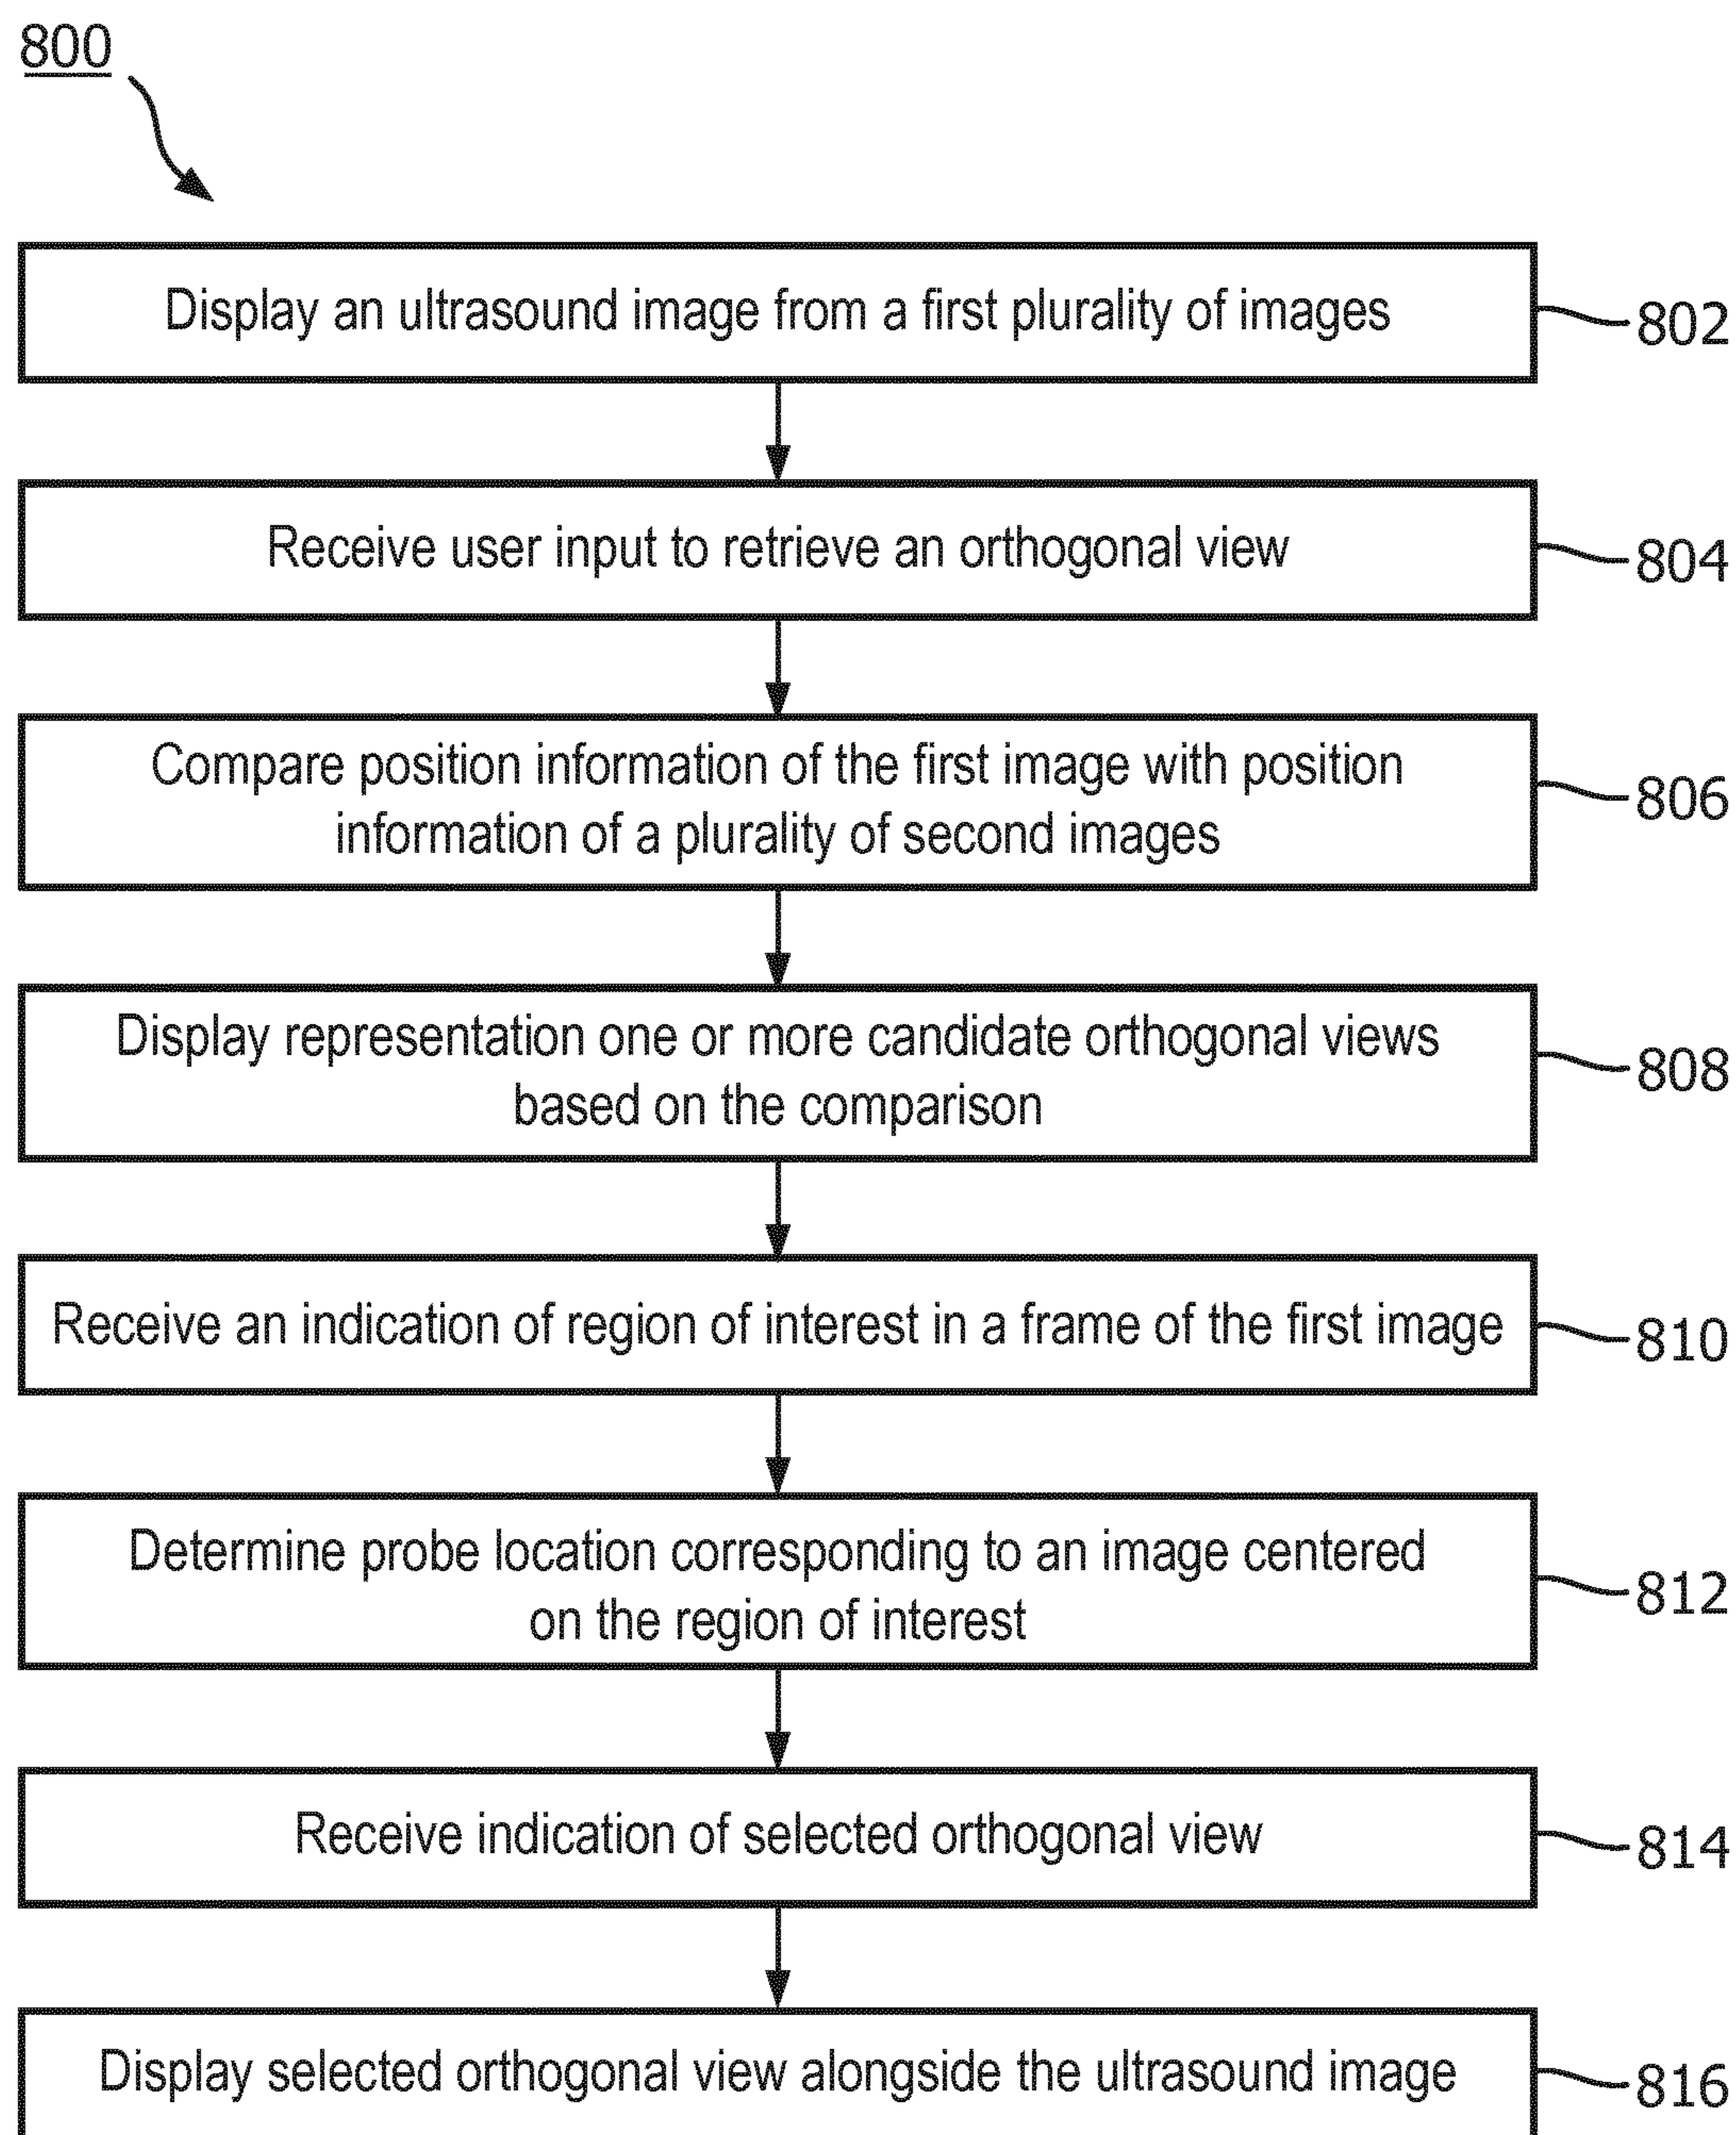 800
Display an ultrasound image from a first plurality of images
802
Receive user input to retrieve an orthogonal view
804
Compare position information of the first image with position
information of a plurality of second images
806
Display representation one or more candidate orthogonal views
based on the comparison
808
Receive an indication of region of interest in a frame of the first image
810
Determine probe location corresponding to an image centered
on the region of interest
812
Receive indication of selected orthogonal view
814
Display selected orthogonal view alongside the ultrasound image
816